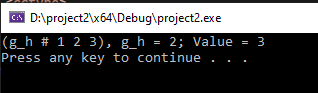 D:\project2\x64\Debug\project2.exe
(g_h # 1 2 3), g_h = 2; Value = 3
Press any key to continue . . .